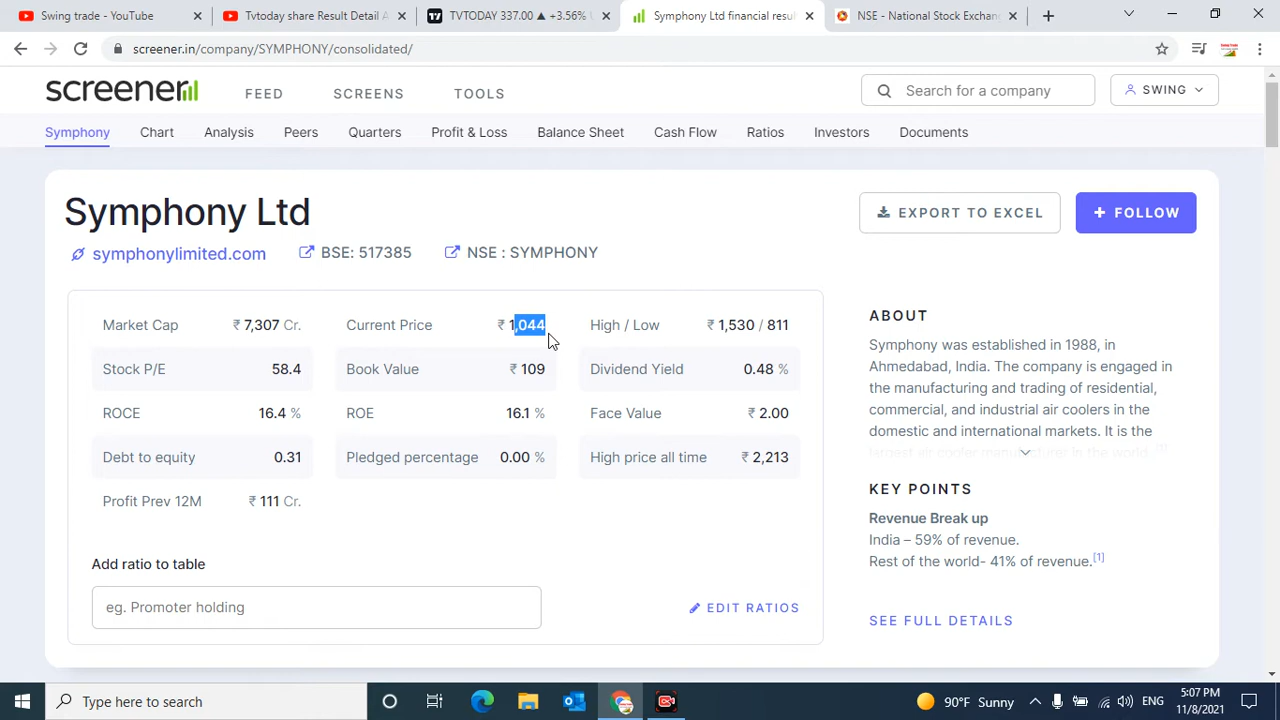 Swing trade - YouTube
Tvtoday share Result Detail A
TVTODAY 337.00 ▲ +3.56% U
Symphony Ltd financial resu
NSE - National Stock Exchan
screener.in/company/SYMPHONY/consolidated/
screener
FEED
SCREENS
TOOLS
Search for a company
SWING
Symphony
Chart
Analysis
Peers
Quarters
Profit & Loss
Balance Sheet
Cash Flow
Ratios
Investors
Documents
Symphony Ltd
EXPORT TO EXCEL
+ FOLLOW
symphonylimited.com
BSE: 517385
NSE : SYMPHONY
Market Cap ₹ 7,307 Cr.
Current Price ₹ 1,044
High / Low ₹ 1,530 / 811
Stock P/E 58.4
Book Value ₹ 109
Dividend Yield 0.48 %
ROCE 16.4 %
ROE 16.1 %
Face Value ₹ 2.00
Debt to equity 0.31
Pledged percentage 0.00 %
High price all time ₹ 2,213
Profit Prev 12M ₹ 111 Cr.
Add ratio to table
eg. Promoter holding
EDIT RATIOS
ABOUT
Symphony was established in 1988, in
Ahmedabad, India. The company is engaged in
the manufacturing and trading of residential,
commercial, and industrial air coolers in the
domestic and international markets. It is the
largest air cooler manufacturer in the world. [1]
KEY POINTS
Revenue Break up
India – 59% of revenue.
Rest of the world- 41% of revenue.[1]
SEE FULL DETAILS
Type here to search
90°F Sunny
ENG
5:07 PM
11/8/2021